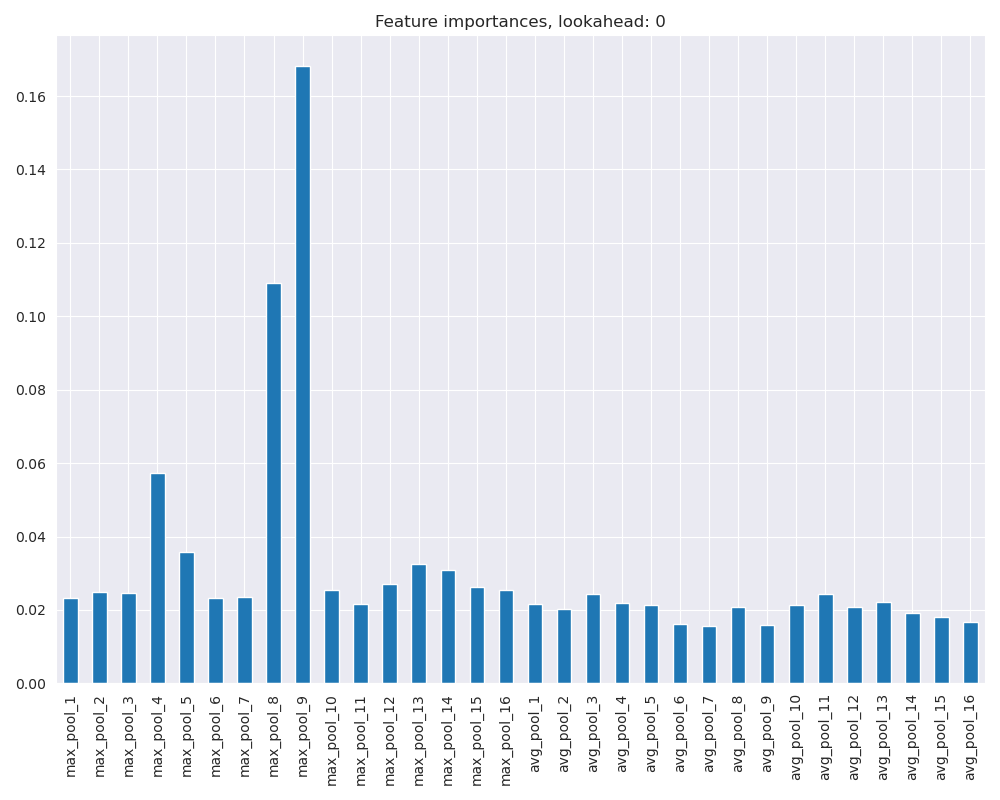 Feature importances, lookahead: 0
0.16
0.14
0.12
0.10
0.08
0.06
0.04
0.02
0.00
max_pool_1
max_pool_2
max_pool_3
max_pool_4
max_pool_5
max_pool_6
max_pool_7
max_pool_8
max_pool_9
max_pool_10
max_pool_11
max_pool_12
max_pool_13
max_pool_14
max_pool_15
max_pool_16
avg_pool_1
avg_pool_2
avg_pool_3
avg_pool_4
avg_pool_5
avg_pool_6
avg_pool_7
avg_pool_8
avg_pool_9
avg_pool_10
avg_pool_11
avg_pool_12
avg_pool_13
avg_pool_14
avg_pool_15
avg_pool_16